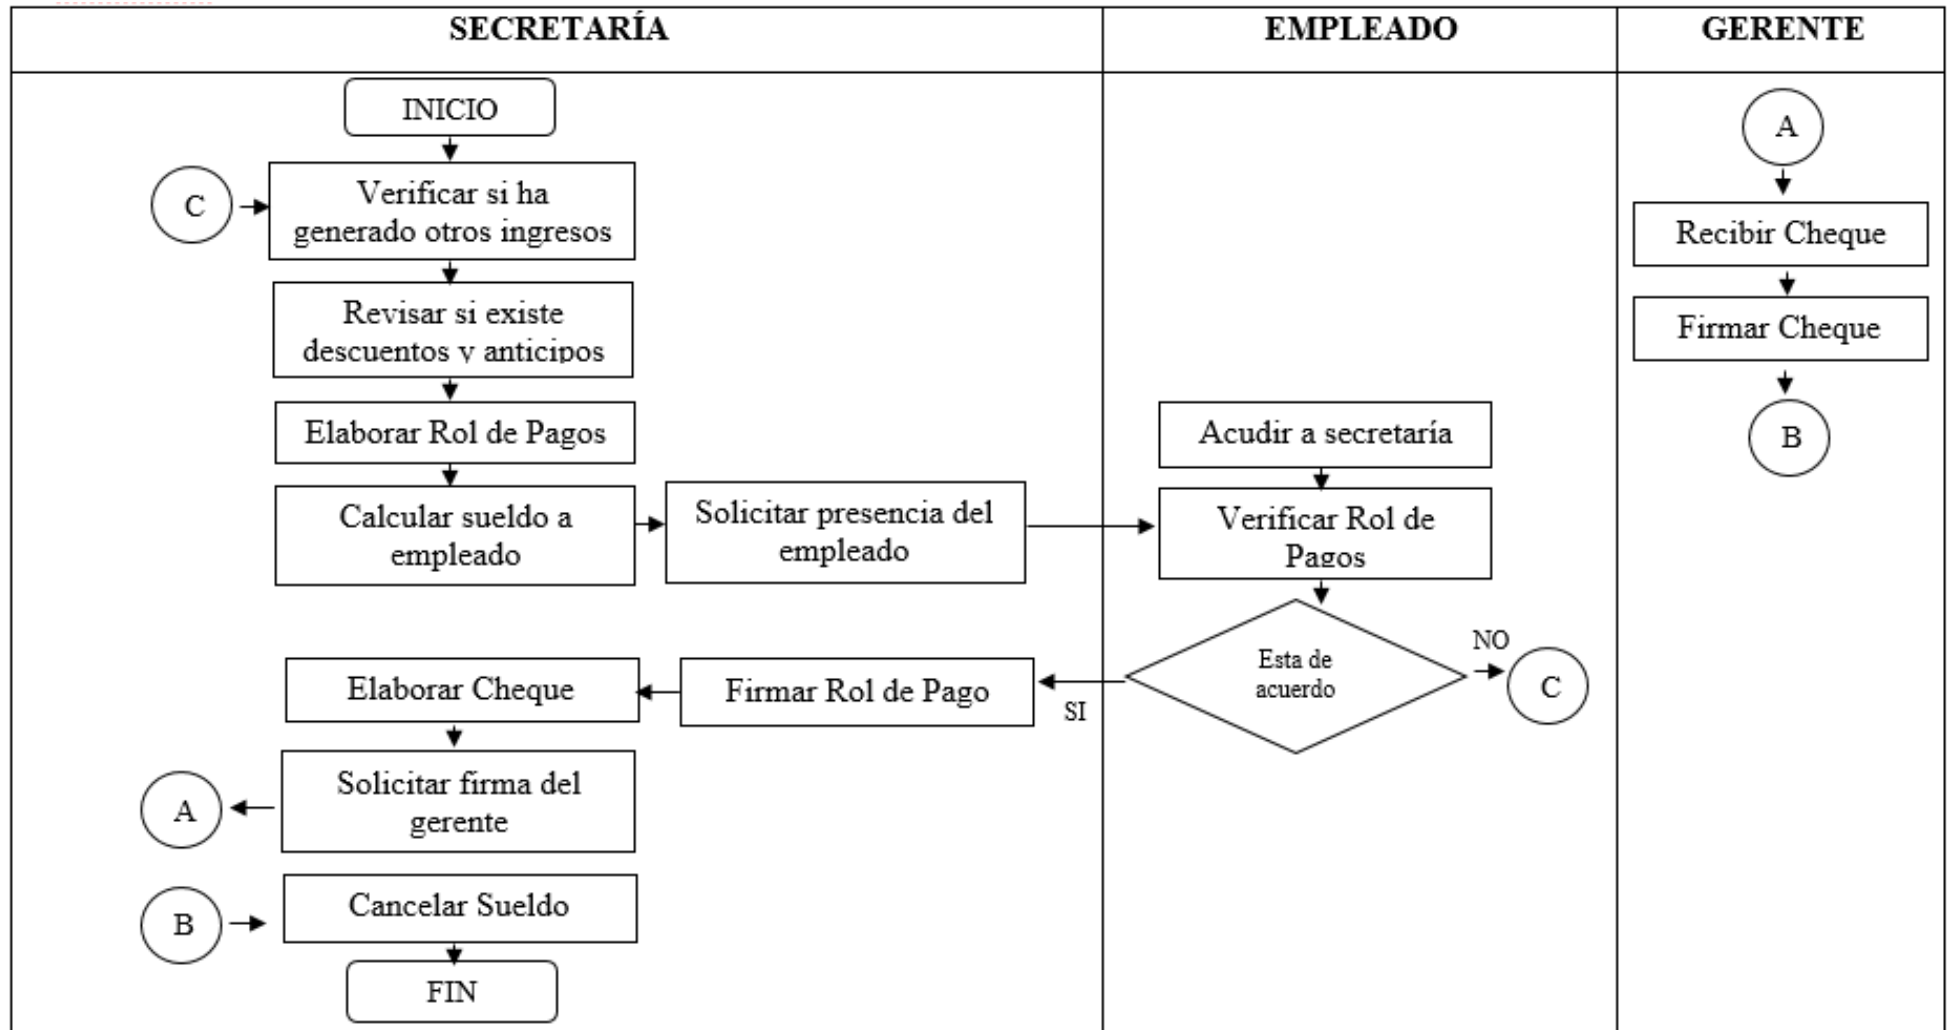 SECRETARÍA
EMPLEADO
GERENTE
INICIO
C
Verificar si ha
generado otros ingresos
Revisar si existe
descuentos y anticipos
Elaborar Rol de Pagos
Calcular sueldo a
empleado
Solicitar presencia del
empleado
Acudir a secretaría
Verificar Rol de
Pagos
Esta de
acuerdo
NO
C
SI
Firmar Rol de Pago
Elaborar Cheque
Solicitar firma del
gerente
A
B
Cancelar Sueldo
FIN
A
Recibir Cheque
Firmar Cheque
B